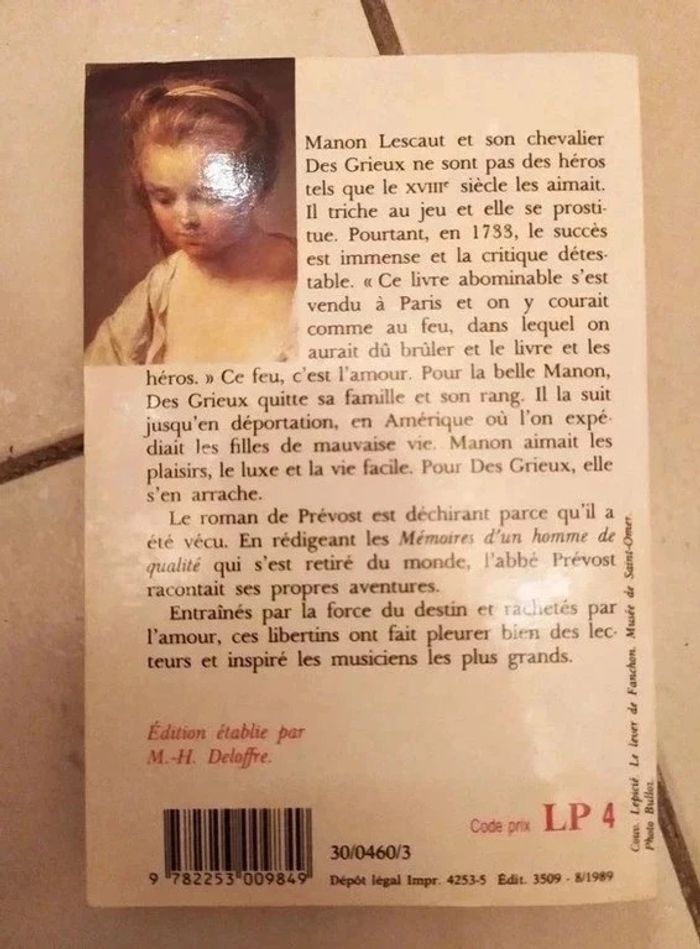 Manon Lescaut et son chevalier
Des Grieux ne sont pas des héros
tels que le XVIIIe siècle les aimait.
Il triche au jeu et elle se prosti-
tue. Pourtant, en 1733, le succès
est immense et la critique détes-
table. « Ce livre abominable s'est
vendu à Paris et on y courait
comme au feu, dans lequel on
aurait dû brûler et le livre et les
héros. » Ce feu, c'est l'amour. Pour la belle Manon,
Des Grieux quitte sa famille et son rang. Il la suit
jusqu'en déportation, en Amérique où l'on expé-
diait les filles de mauvaise vie. Manon aimait les
plaisirs, le luxe et la vie facile. Pour Des Grieux, elle
s'en arrache.
Le roman de Prévost est déchirant parce qu'il a
été vécu. En rédigeant les Mémoires d'un homme de
qualité qui s'est retiré du monde, l'abbé Prévost
racontait ses propres aventures.
Entraînés par la force du destin et rachetés par
l'amour, ces libertins ont fait pleurer bien des lec-
teurs et inspiré les musiciens les plus grands.
Édition établie par
M.-H. Deloffre.
Couv. Lepicié. Le lever de Fanchon. Musée de Saint-Omer.
Photo Bulloz.
Code prix LP 4
30/0460/3
9 782253 009849
Dépôt légal Impr. 4253-5 Édit. 3509 - 8/1989